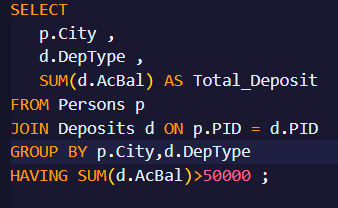 SELECT
p.City ,
d.DepType ,
SUM(d.AcBal) AS Total_Deposit
FROM Persons p
JOIN Deposits d ON p.PID = d.PID
GROUP BY p.City,d.DepType
HAVING SUM(d.AcBal)>50000 ;